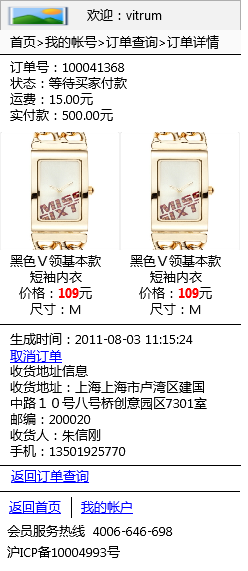 欢迎：vitrum
首页>我的帐号>订单查询>订单详情
订单号：100041368
状态：等待买家付款
运费：15.00元
实付款：500.00元
MISS SIXT MISS SIXT
黑色Ｖ领基本款 黑色Ｖ领基本款
短袖内衣 短袖内衣
价格：109元 价格：109元
尺寸：M 尺寸：M
生成时间：2011-08-03 11:15:24
取消订单
收货地址信息
收货地址：上海上海市卢湾区建国
中路１０号八号桥创意园区7301室
邮编：200020
收货人：朱信刚
手机：13501925770
返回订单查询
返回首页 | 我的帐户
会员服务热线 4006-646-698
沪ICP备10004993号